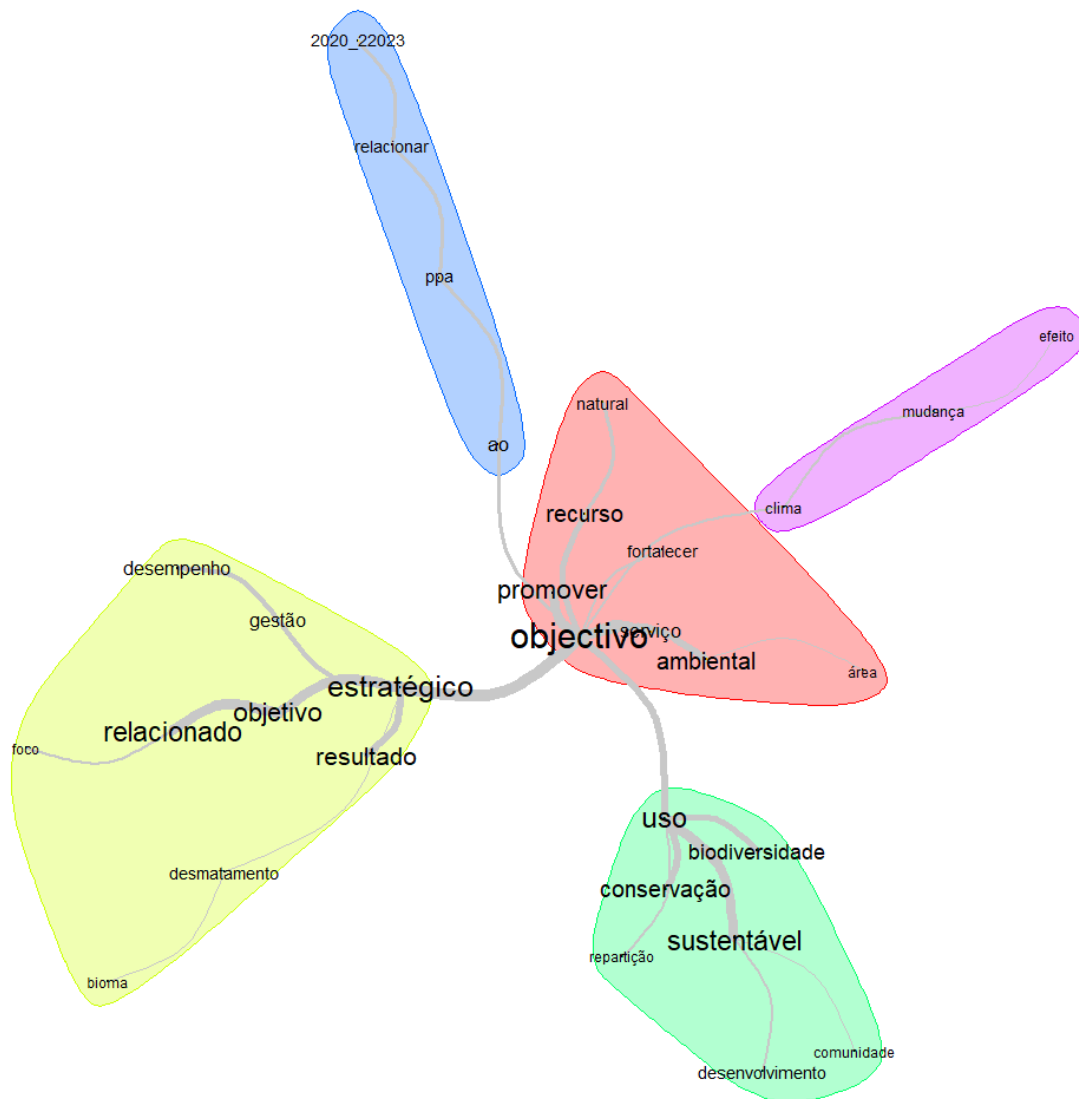 2020_22023
relacionar
ppa
efeito
natural
mudança
ao
clima
recurso
fortalecer
desempenho
promover
gestão
serviço
objectivo
ambiental
área
estratégico
objetivo
relacionado
foco
resultado
uso
biodiversidade
desmatamento
conservação
sustentável
repartição
bioma
comunidade
desenvolvimento